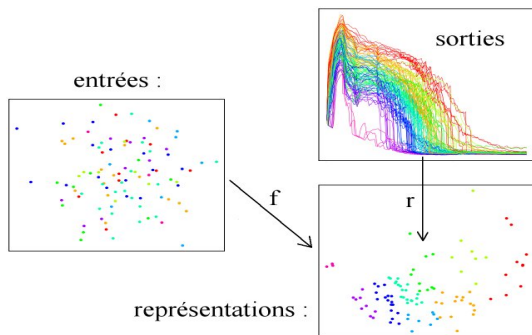 sorties
entrées :
f
r
représentations :